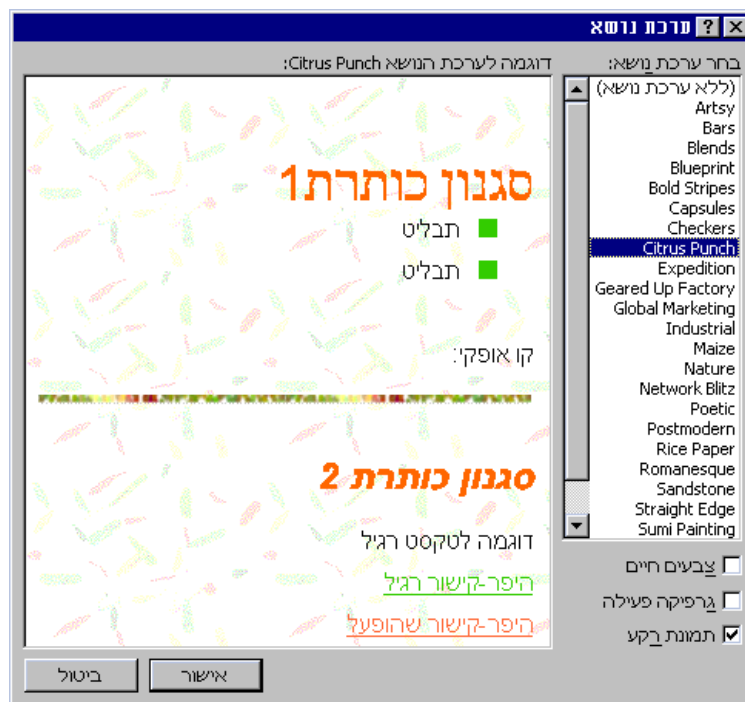 ערכת נושא
בחר ערכת נושא:
(ללא ערכת נושא)
Artsy
Bars
Blends
Blueprint
Bold Stripes
Capsules
Checkers
Citrus Punch
Expedition
Geared Up Factory
Global Marketing
Industrial
Maize
Nature
Network Blitz
Poetic
Postmodern
Rice Paper
Romanesque
Sandstone
Straight Edge
Sumi Painting
צבעים חיים
גרפיקה פעילה
תמונת רקע
דוגמה לערכת הנושא Citrus Punch:
סגנון כותרת1
תבליט
תבליט
קו אופקי:
סגנון כותרת 2
דוגמה לטקסט רגיל
היפר-קישור רגיל
היפר-קישור שהופעל
אישור
ביטול